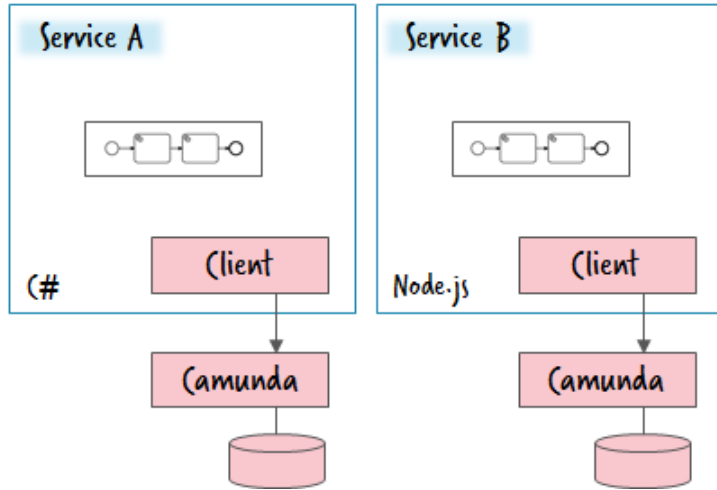 Service A
Service B
Client
Client
C#
Node.js
Camunda
Camunda